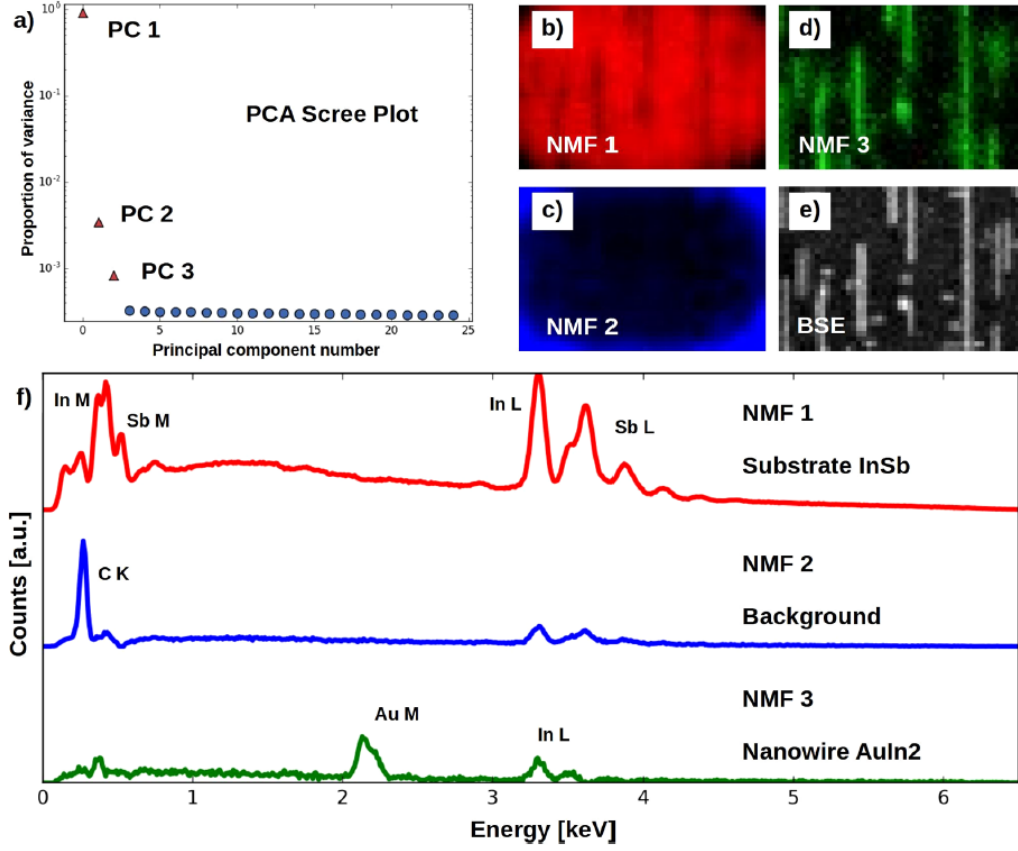 a)
10^0
10^-1
10^-2
10^-3
PC 1
PC 2
PC 3
PCA Scree Plot
Proportion of variance
0 5 10 15 20 25
Principal component number
b)
NMF 1
d)
NMF 3
c)
NMF 2
e)
BSE
f)
In M
Sb M
In L
Sb L
NMF 1
Substrate InSb
C K
NMF 2
Background
Au M
In L
NMF 3
Nanowire AuIn2
Counts [a.u.]
0 1 2 3 4 5 6
Energy [keV]